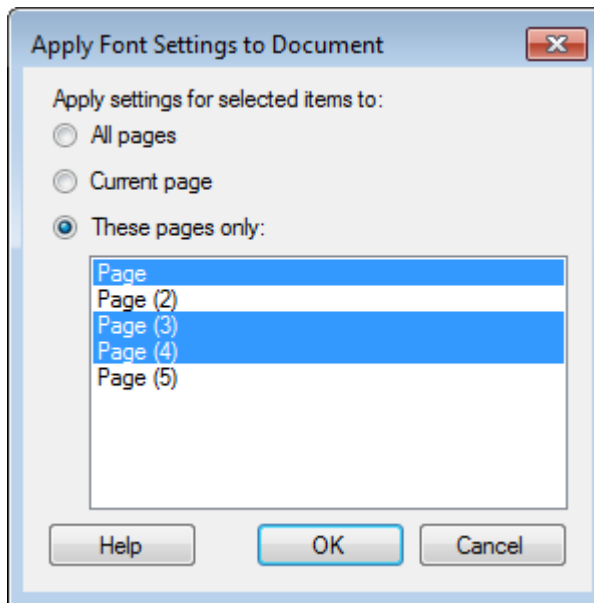 Apply Font Settings to Document
Apply settings for selected items to:
All pages
Current page
These pages only:
Page
Page (2)
Page (3)
Page (4)
Page (5)
Help OK Cancel